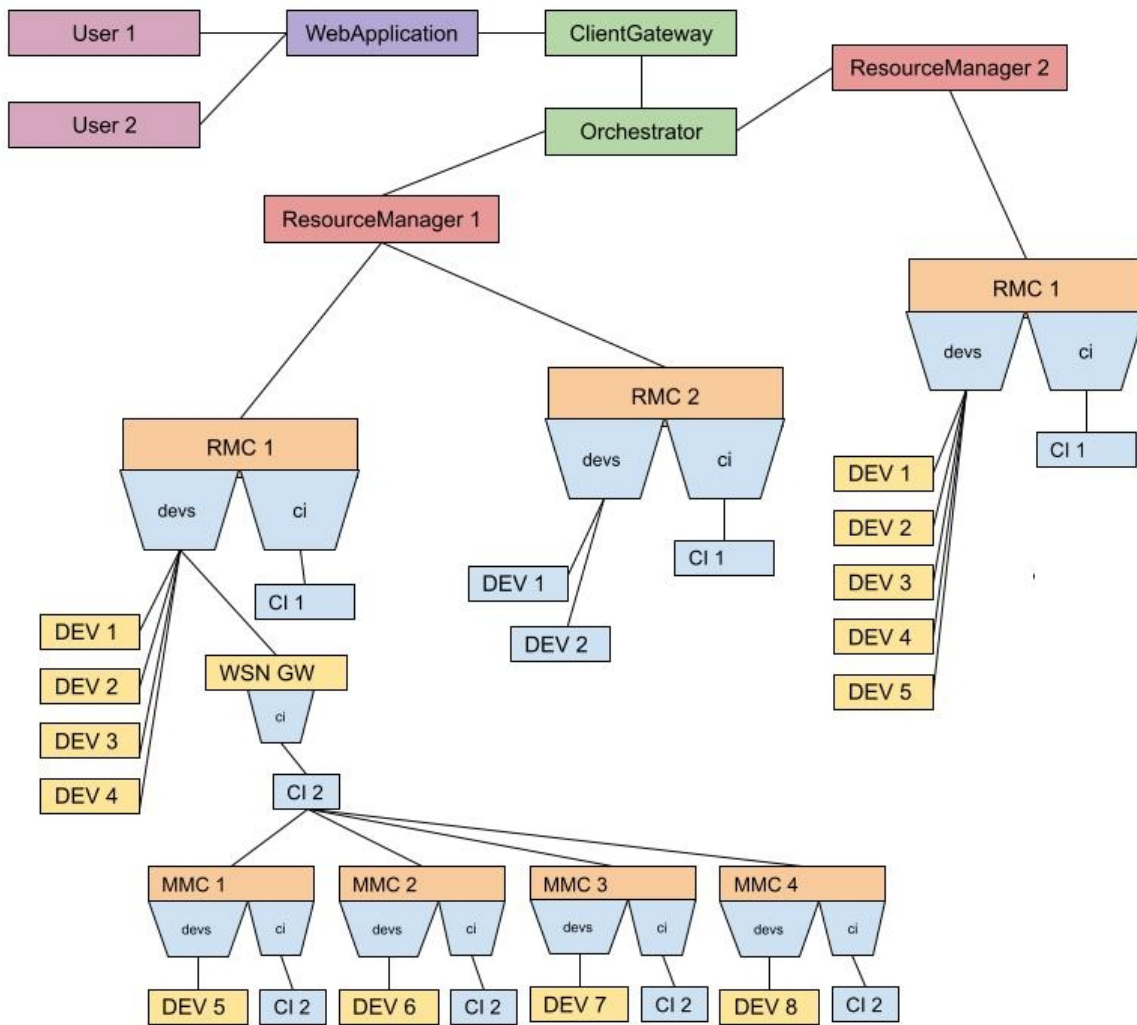 User 1
WebApplication
ClientGateway
ResourceManager 2
User 2
Orchestrator
ResourceManager 1
RMC 1
devs
ci
CI 1
DEV 1
DEV 2
DEV 3
DEV 4
DEV 5
RMC 2
devs
ci
CI 1
DEV 1
DEV 2
RMC 1
devs
ci
CI 1
DEV 1
DEV 2
DEV 3
DEV 4
WSN GW
ci
CI 2
MMC 1
MMC 2
MMC 3
MMC 4
devs
ci
devs
ci
devs
ci
devs
ci
DEV 5
CI 2
DEV 6
CI 2
DEV 7
CI 2
DEV 8
CI 2